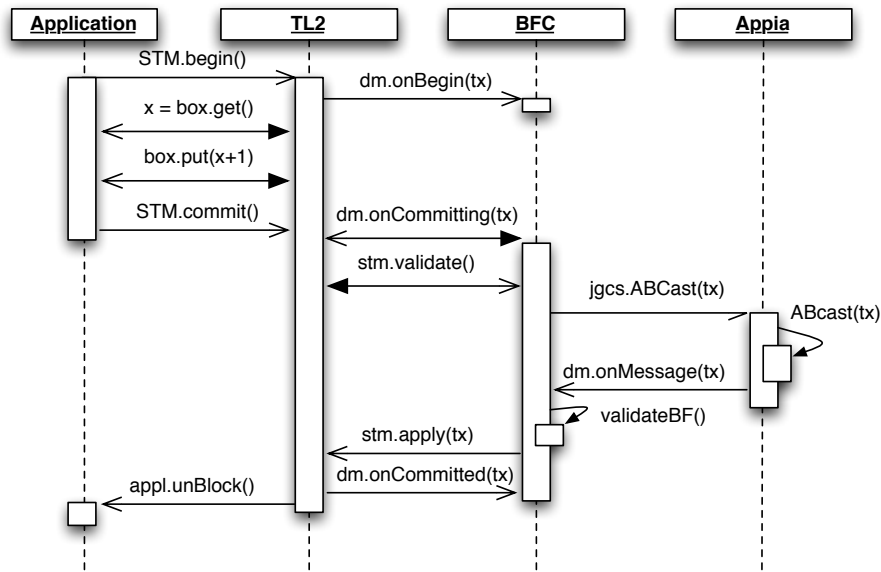 Application
TL2
BFC
Appia
STM.begin()
dm.onBegin(tx)
x = box.get()
box.put(x+1)
STM.commit()
dm.onCommitting(tx)
stm.validate()
jgcs.ABCast(tx)
ABcast(tx)
dm.onMessage(tx)
validateBF()
stm.apply(tx)
dm.onCommitted(tx)
appl.unBlock()